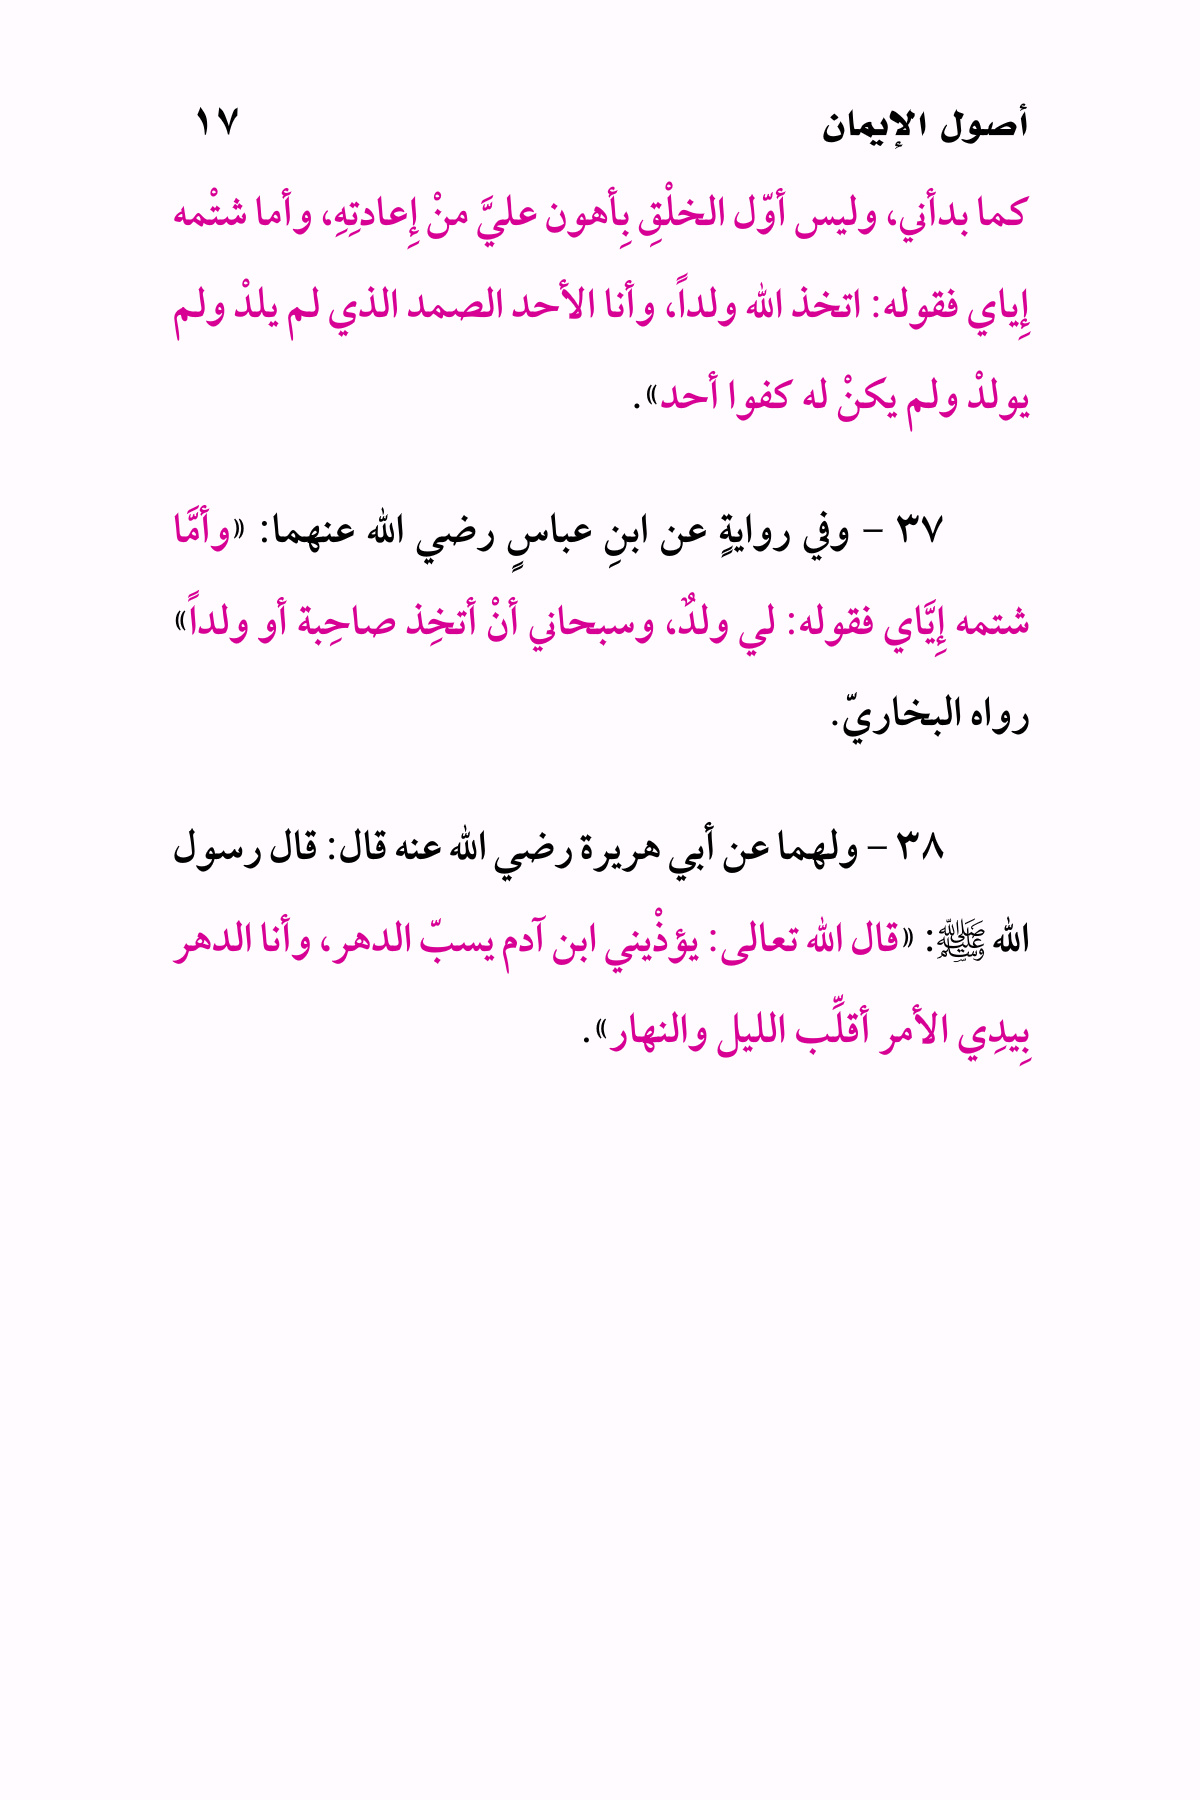 أصول الإيمان ١٧
كما بدأني، وليس أوّل الخلْقِ بِأهون عليَّ منْ إِعادتِهِ، وأما شتْمه
إِياي فقوله: اتخذ الله ولداً، وأنا الأحد الصمد الذي لم يلدْ ولم
يولدْ ولم يكنْ له كفوا أحد».
٣٧ – وفي روايةٍ عن ابنِ عباسٍ رضي الله عنهما: «وأمَّا
شتمه إِيَّاي فقوله: لي ولدٌ، وسبحاني أنْ أتخِذ صاحِبة أو ولداً»
رواه البخاريّ.
٣٨ – ولهما عن أبي هريرة رضي الله عنه قال: قال رسول
الله ﷺ: «قال الله تعالى: يؤذْيني ابن آدم يسبّ الدهر، وأنا الدهر
بِيدِي الأمر أقلِّب الليل والنهار».